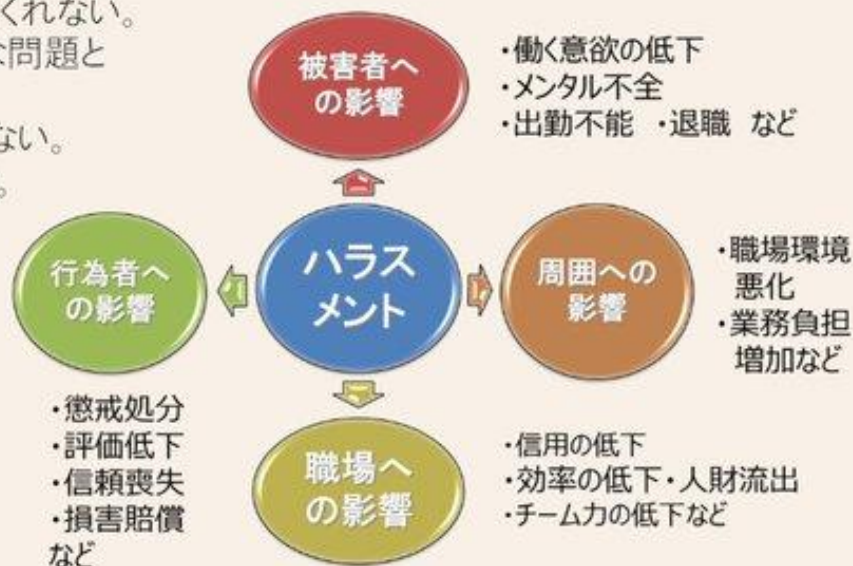 くれない。
問題と
ない。
。
被害者へ
の影響
・働く意欲の低下
・メンタル不全
・出勤不能 ・退職 など
行為者へ
の影響
ハラス
メント
周囲への
影響
・職場環境
悪化
・業務負担
増加など
・懲戒処分
・評価低下
・信頼喪失
・損害賠償
など
職場へ
の影響
・信用の低下
・効率の低下・人財流出
・チーム力の低下など